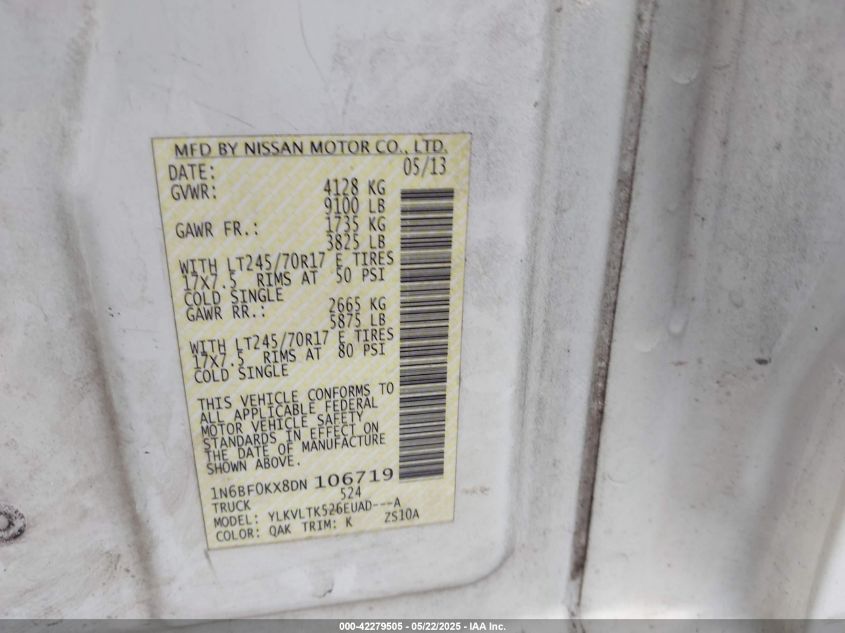 MFD BY NISSAN MOTOR CO., LTD.
DATE: 05/13
GVWR: 4128 KG
9100 LB
GAWR FR.: 1735 KG
3825 LB
WITH LT245/70R17 E TIRES
17X7.5 RIMS AT 50 PSI
COLD SINGLE
GAWR RR.: 2665 KG
5875 LB
WITH LT245/70R17 E TIRES
17X7.5 RIMS AT 80 PSI
COLD SINGLE
THIS VEHICLE CONFORMS TO
ALL APPLICABLE FEDERAL
MOTOR VEHICLE SAFETY
STANDARDS IN EFFECT ON
THE DATE OF MANUFACTURE
SHOWN ABOVE.
1N6BF0KX8DN 106719
TRUCK 524
MODEL: YLKVLTK526EUAD---A
COLOR: QAK TRIM: K ZS10A
000-42279505 - 05/22/2025 - IAA Inc.